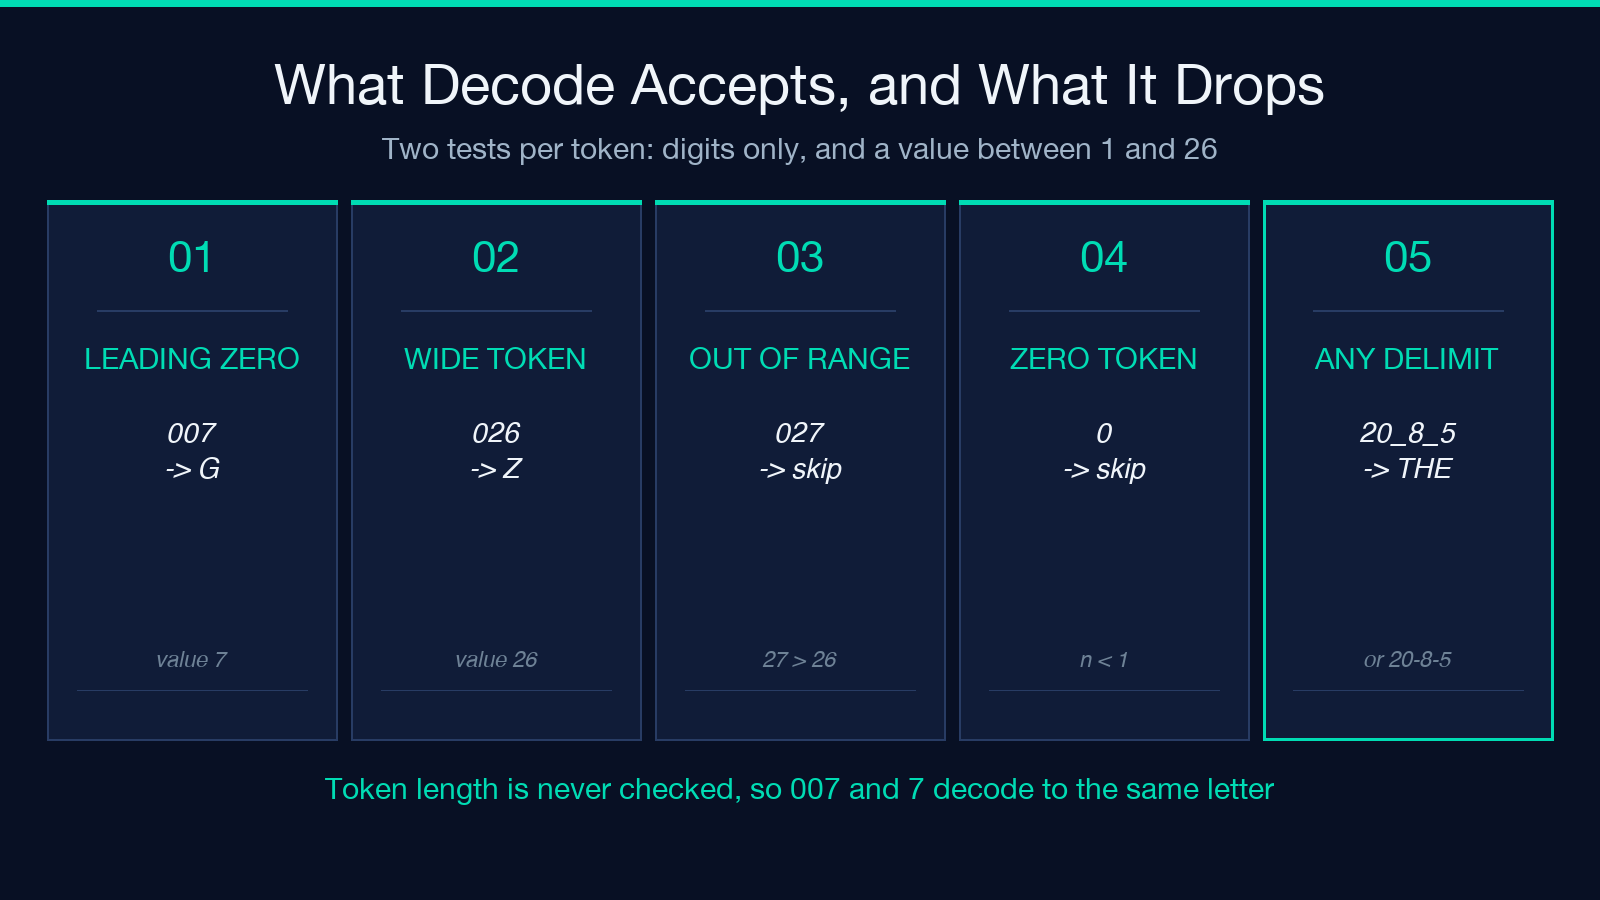 What Decode Accepts, and What It Drops
Two tests per token: digits only, and a value between 1 and 26
01
LEADING ZERO
007
-> G
value 7
02
WIDE TOKEN
026
-> Z
value 26
03
OUT OF RANGE
027
-> skip
27 > 26
04
ZERO TOKEN
0
-> skip
n < 1
05
ANY DELIMIT
20_8_5
-> THE
or 20-8-5
Token length is never checked, so 007 and 7 decode to the same letter